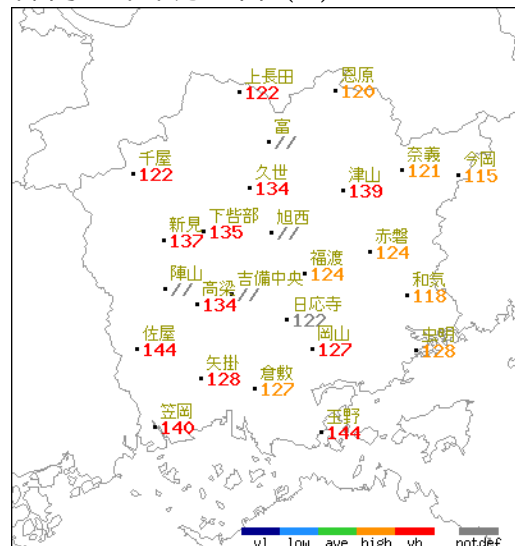 上長田
122
恩原
120
富
//
千屋
122
久世
134
津山
139
奈義
121
今岡
115
新見
137
下呰部
135
旭西
//
赤磐
124
福渡
124
陣山
//
高梁
134
吉備中央
//
和気
118
日応寺
122
佐屋
144
岡山
127
虫明
128
矢掛
128
倉敷
127
笠岡
140
玉野
144
vl low ave high vh notdef